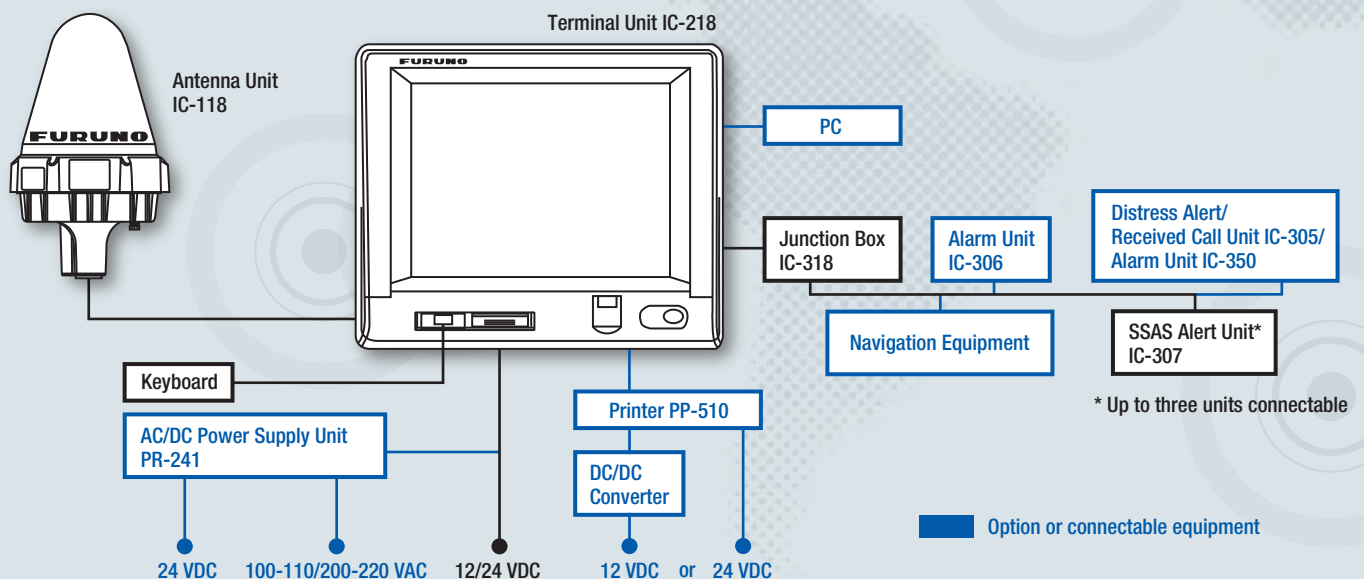 Terminal Unit IC-218
FURUNO
Antenna Unit
IC-118
FURUNO
PC
Junction Box
IC-318
Alarm Unit
IC-306
Distress Alert/
Received Call Unit IC-305/
Alarm Unit IC-350
Navigation Equipment
SSAS Alert Unit*
IC-307
* Up to three units connectable
Keyboard
Printer PP-510
AC/DC Power Supply Unit
PR-241
DC/DC
Converter
Option or connectable equipment
24 VDC 100-110/200-220 VAC 12/24 VDC 12 VDC or 24 VDC